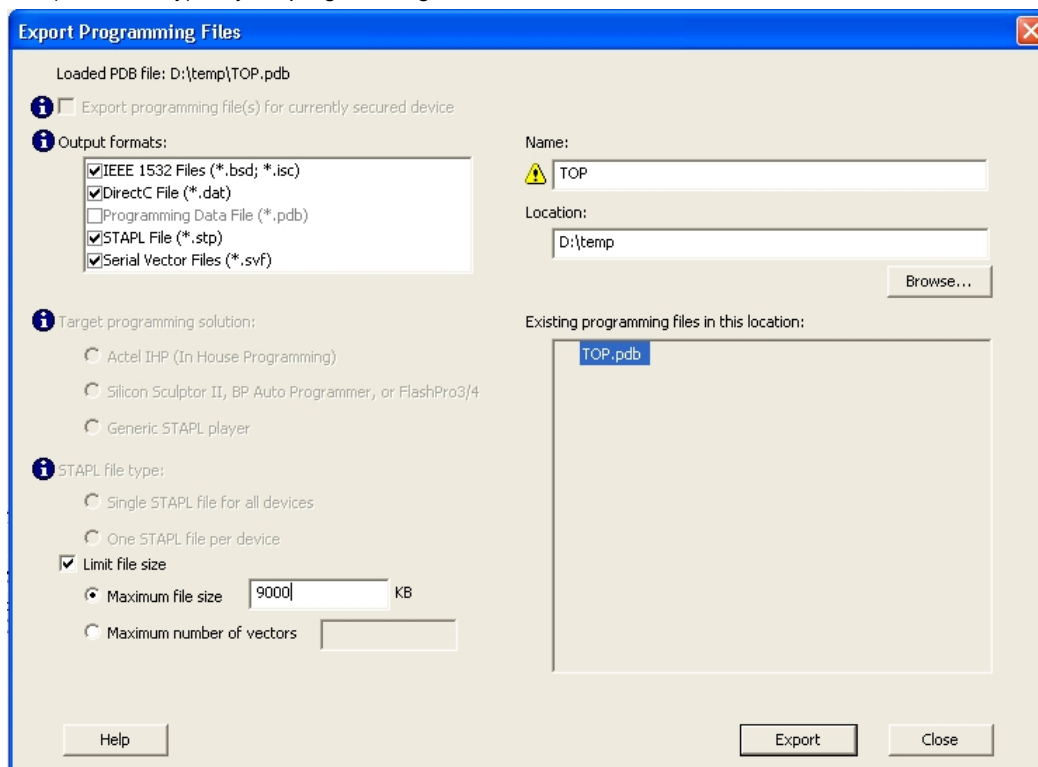 Export Programming Files
Loaded PDB file: D:\temp\TOP.pdb
Export programming file(s) for currently secured device
Output formats:
IEEE 1532 Files (*.bsd; *.isc)
DirectC File (*.dat)
Programming Data File (*.pdb)
STAPL File (*.stp)
Serial Vector Files (*.svf)
Name:
TOP
Location:
D:\temp
Browse...
Target programming solution:
Actel IHP (In House Programming)
Silicon Sculptor II, BP Auto Programmer, or FlashPro3/4
Generic STAPL player
Existing programming files in this location:
TOP.pdb
STAPL file type:
Single STAPL file for all devices
One STAPL file per device
Limit file size
Maximum file size 9000 KB
Maximum number of vectors
Help
Export
Close